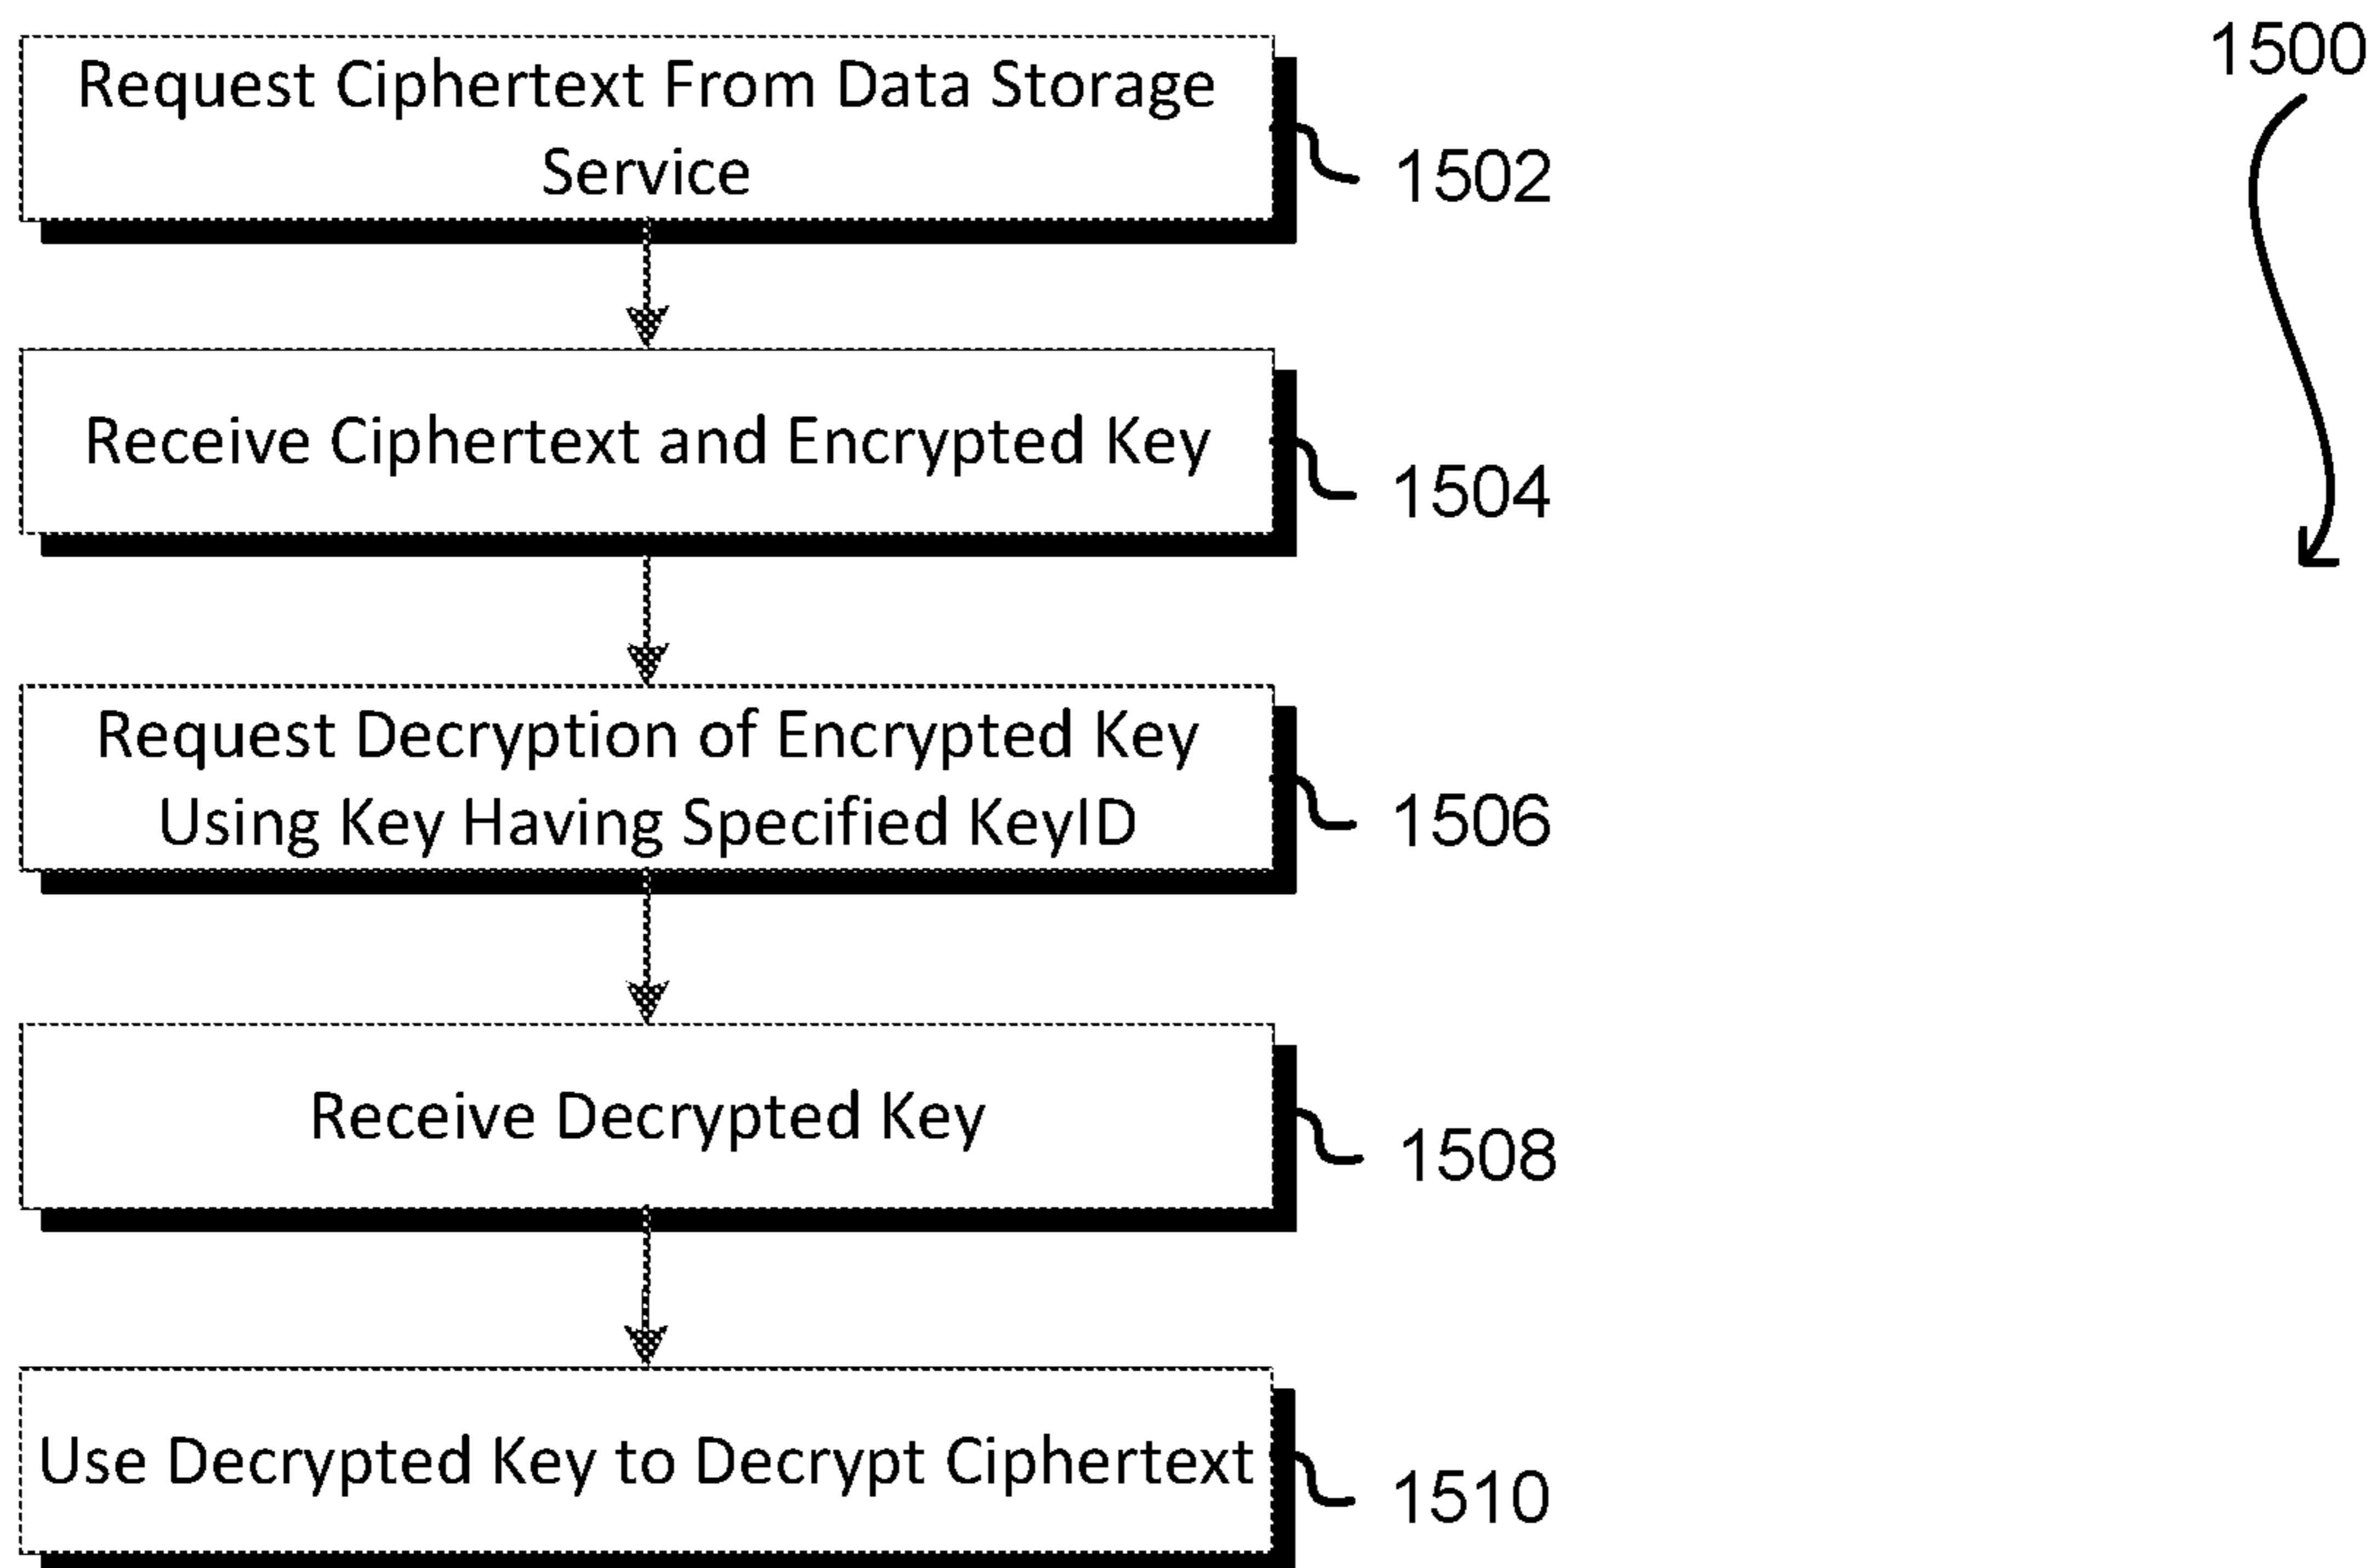 1500
Request Ciphertext From Data Storage
Service
1502
Receive Ciphertext and Encrypted Key
1504
Request Decryption of Encrypted Key
Using Key Having Specified KeyID
1506
Receive Decrypted Key
1508
Use Decrypted Key to Decrypt Ciphertext
1510